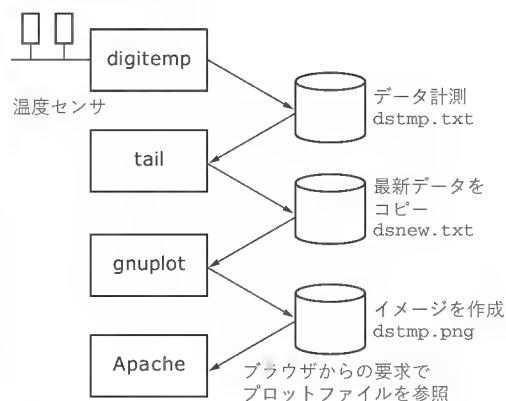 digitemp
温度センサ
データ計測
dstmp.txt
tail
最新データを
コピー
dsnew.txt
gnuplot
イメージを作成
dstmp.png
Apache
ブラウザからの要求で
プロットファイルを参照